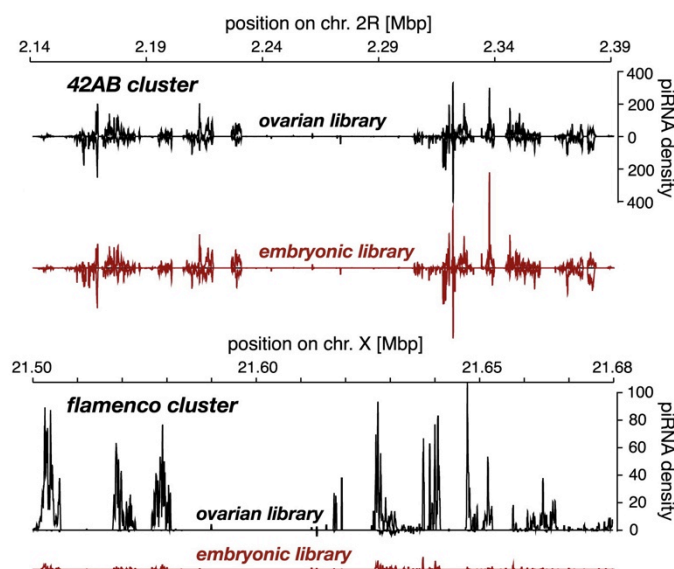 position on chr. 2R [Mbp]
2.14 2.19 2.24 2.29 2.34 2.39
42AB cluster
ovarian library
400
200
0
200
400
piRNA density
embryonic library
position on chr. X [Mbp]
21.50 21.60 21.65 21.68
flamenco cluster
100
80
60
40
20
0
piRNA density
ovarian library
embryonic library